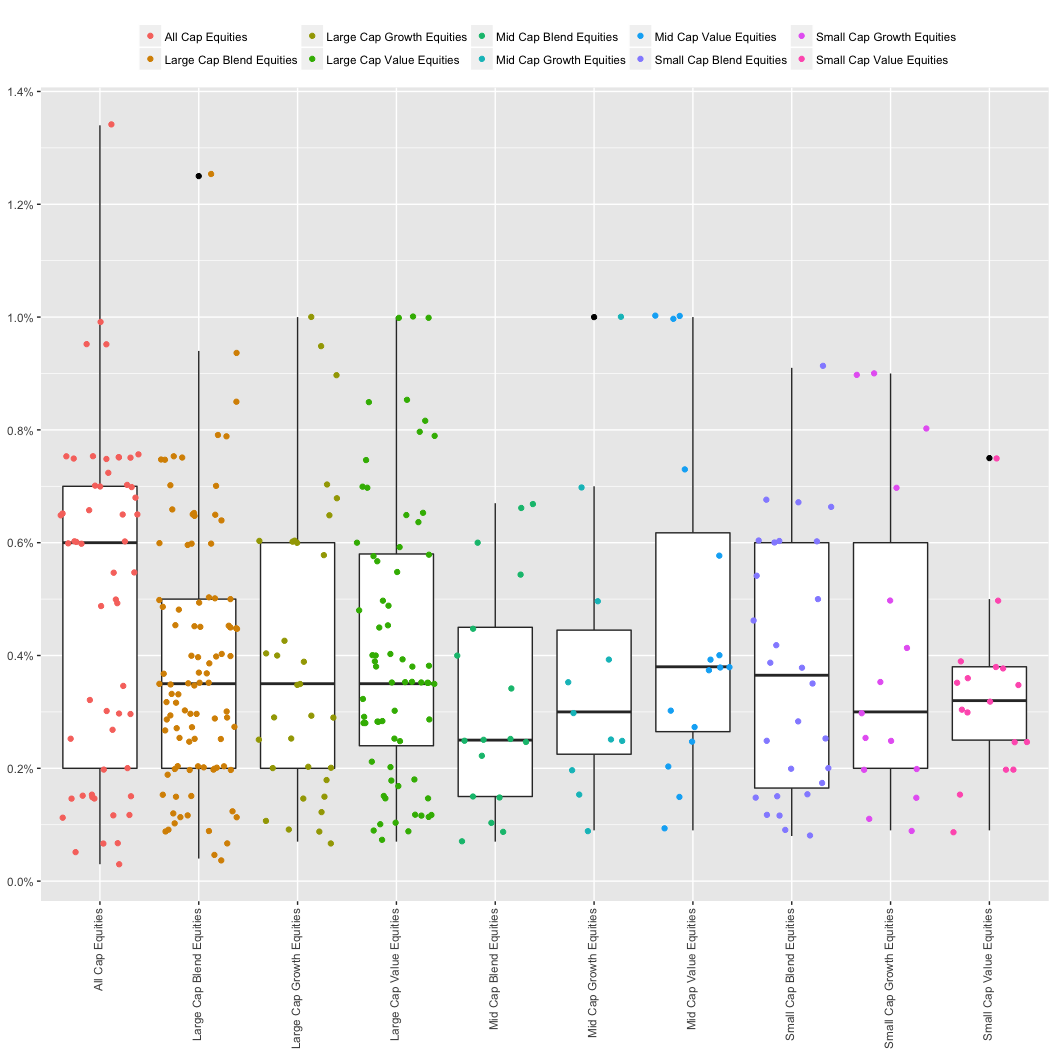 All Cap Equities Large Cap Growth Equities Mid Cap Blend Equities Mid Cap Value Equities Small Cap Growth Equities
Large Cap Blend Equities Large Cap Value Equities Mid Cap Growth Equities Small Cap Blend Equities Small Cap Value Equities
1.4%
1.2%
1.0%
0.8%
0.6%
0.4%
0.2%
0.0%
All Cap Equities
Large Cap Blend Equities
Large Cap Growth Equities
Large Cap Value Equities
Mid Cap Blend Equities
Mid Cap Growth Equities
Mid Cap Value Equities
Small Cap Blend Equities
Small Cap Growth Equities
Small Cap Value Equities